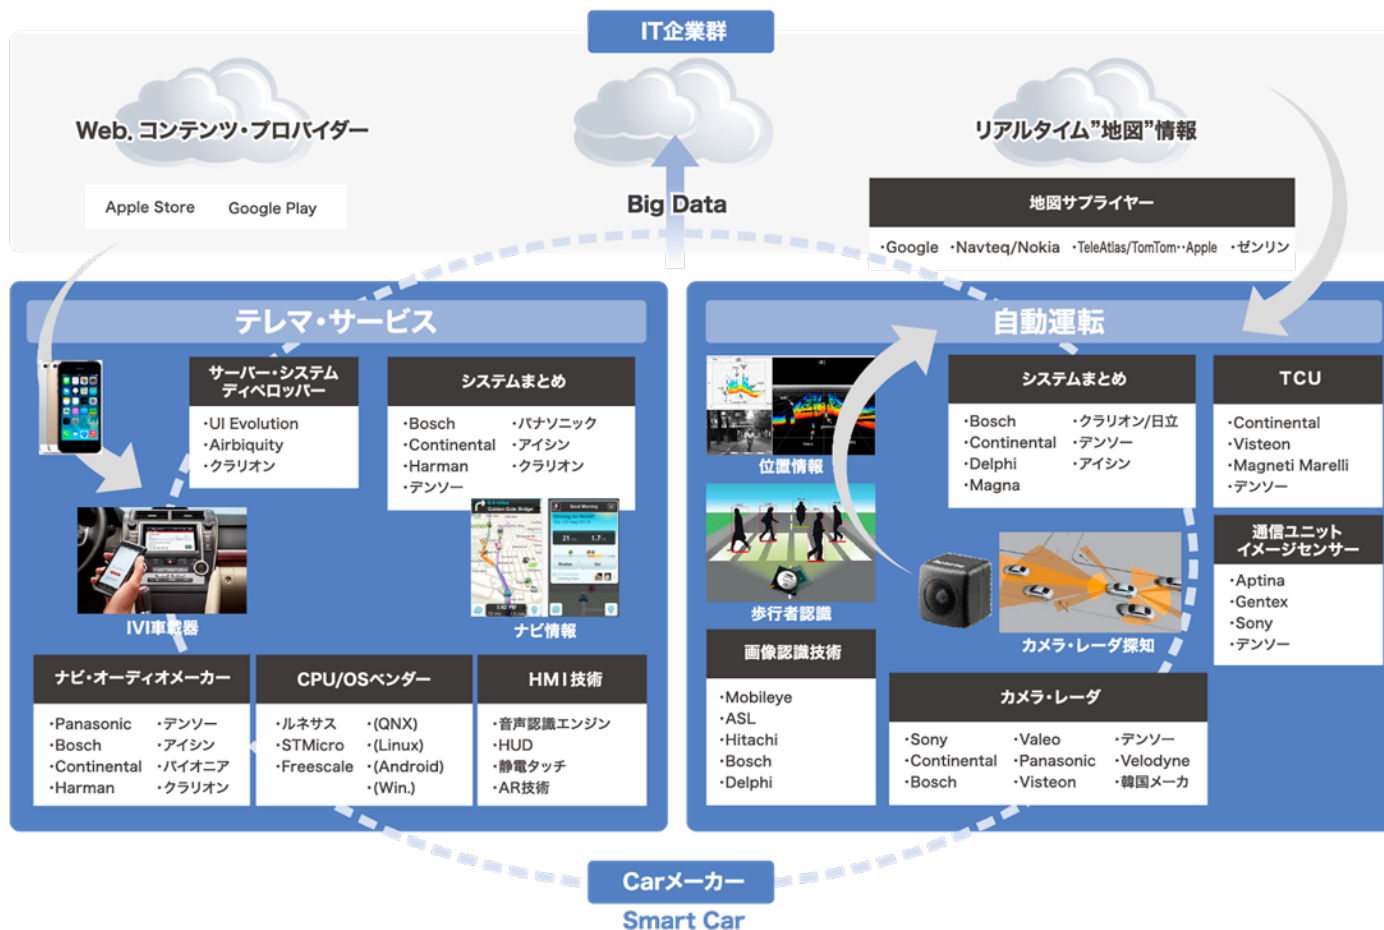 IT企業群
Web. コンテンツ・プロバイダー
リアルタイム”地図”情報
Apple Store
Google Play
Big Data
地図サプライヤー
・Google ・Navteq/Nokia ・TeleAtlas/TomTom・・Apple ・ゼンリン
テレマ・サービス
サーバー・システム
ディベロッパー
・UI Evolution
・Airbiquity
・クラリオン
システムまとめ
・Bosch ・パナソニック
・Continental ・アイシン
・Harman ・クラリオン
・デンソー
IVI車載器
Golden Gate Bridge
Good Morning
21
1.7
ナビ情報
ナビ・オーディオメーカー
・Panasonic ・デンソー
・Bosch ・アイシン
・Continental ・パイオニア
・Harman ・クラリオン
CPU/OSベンダー
・ルネサス ・(QNX)
・STMicro ・(Linux)
・Freescale ・(Android)
・(Win.)
HMI技術
・音声認識エンジン
・HUD
・静電タッチ
・AR技術
自動運転
位置情報
歩行者認識
画像認識技術
・Mobileye
・ASL
・Hitachi
・Bosch
・Delphi
システムまとめ
・Bosch ・クラリオン/日立
・Continental ・デンソー
・Delphi ・アイシン
・Magna
TCU
・Continental
・Visteon
・Magneti Marelli
・デンソー
通信ユニット
イメージセンサー
・Aptina
・Gentex
・Sony
・デンソー
カメラ・レーダ探知
カメラ・レーダ
・Sony ・Valeo ・デンソー
・Continental ・Panasonic ・Velodyne
・Bosch ・Visteon ・韓国メーカ
Carメーカー
Smart Car